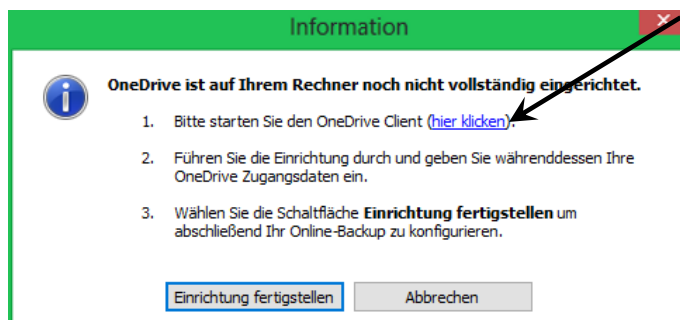 Information
OneDrive ist auf Ihrem Rechner noch nicht vollständig eingerichtet.
1. Bitte starten Sie den OneDrive Client (hier klicken).
2. Führen Sie die Einrichtung durch und geben Sie währenddessen Ihre
OneDrive Zugangsdaten ein.
3. Wählen Sie die Schaltfläche Einrichtung fertigstellen um
abschließend Ihr Online-Backup zu konfigurieren.
Einrichtung fertigstellen Abbrechen